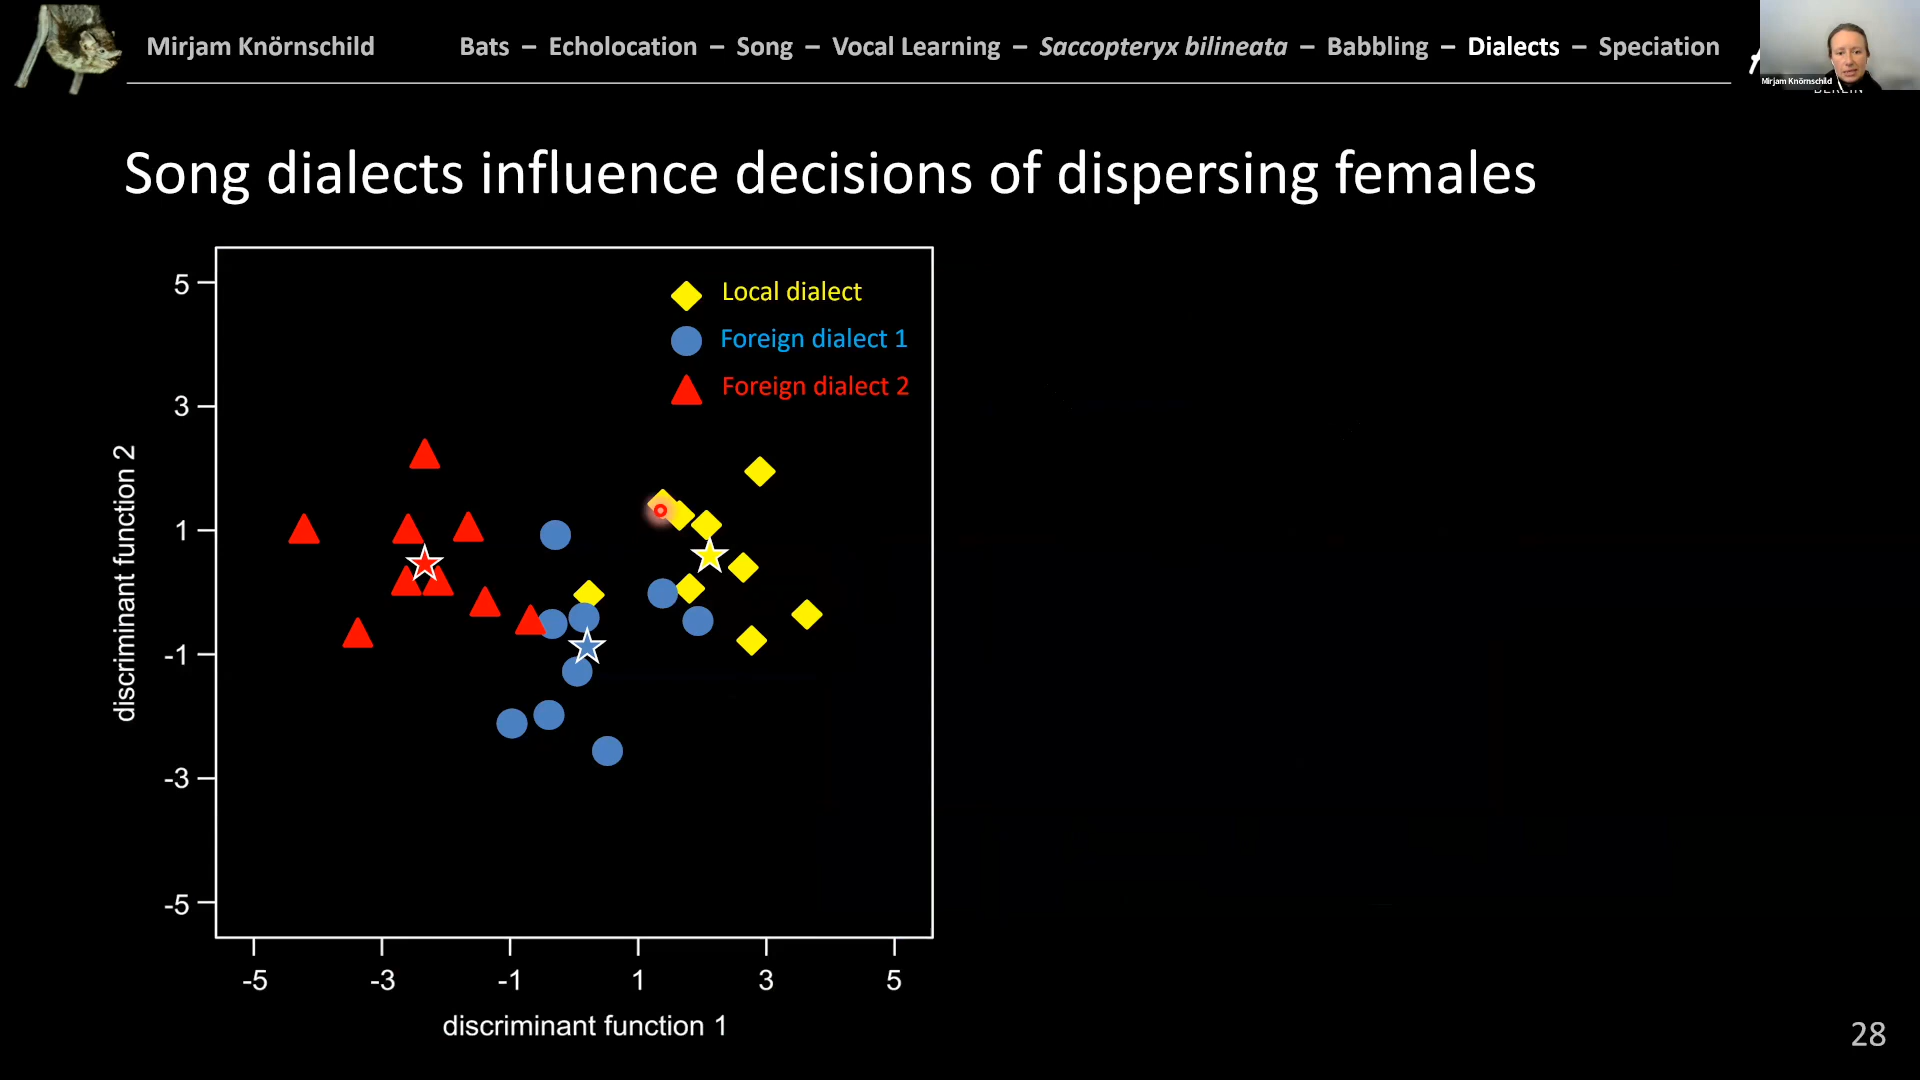 Mirjam Knörnschild
Bats – Echolocation – Song – Vocal Learning – Saccopteryx bilineata – Babbling – Dialects – Speciation
Mirjam Knörnschild
Song dialects influence decisions of dispersing females
Local dialect
Foreign dialect 1
Foreign dialect 2
5
3
1
-1
-3
-5
discriminant function 2
-5 -3 -1 1 3 5
discriminant function 1
28